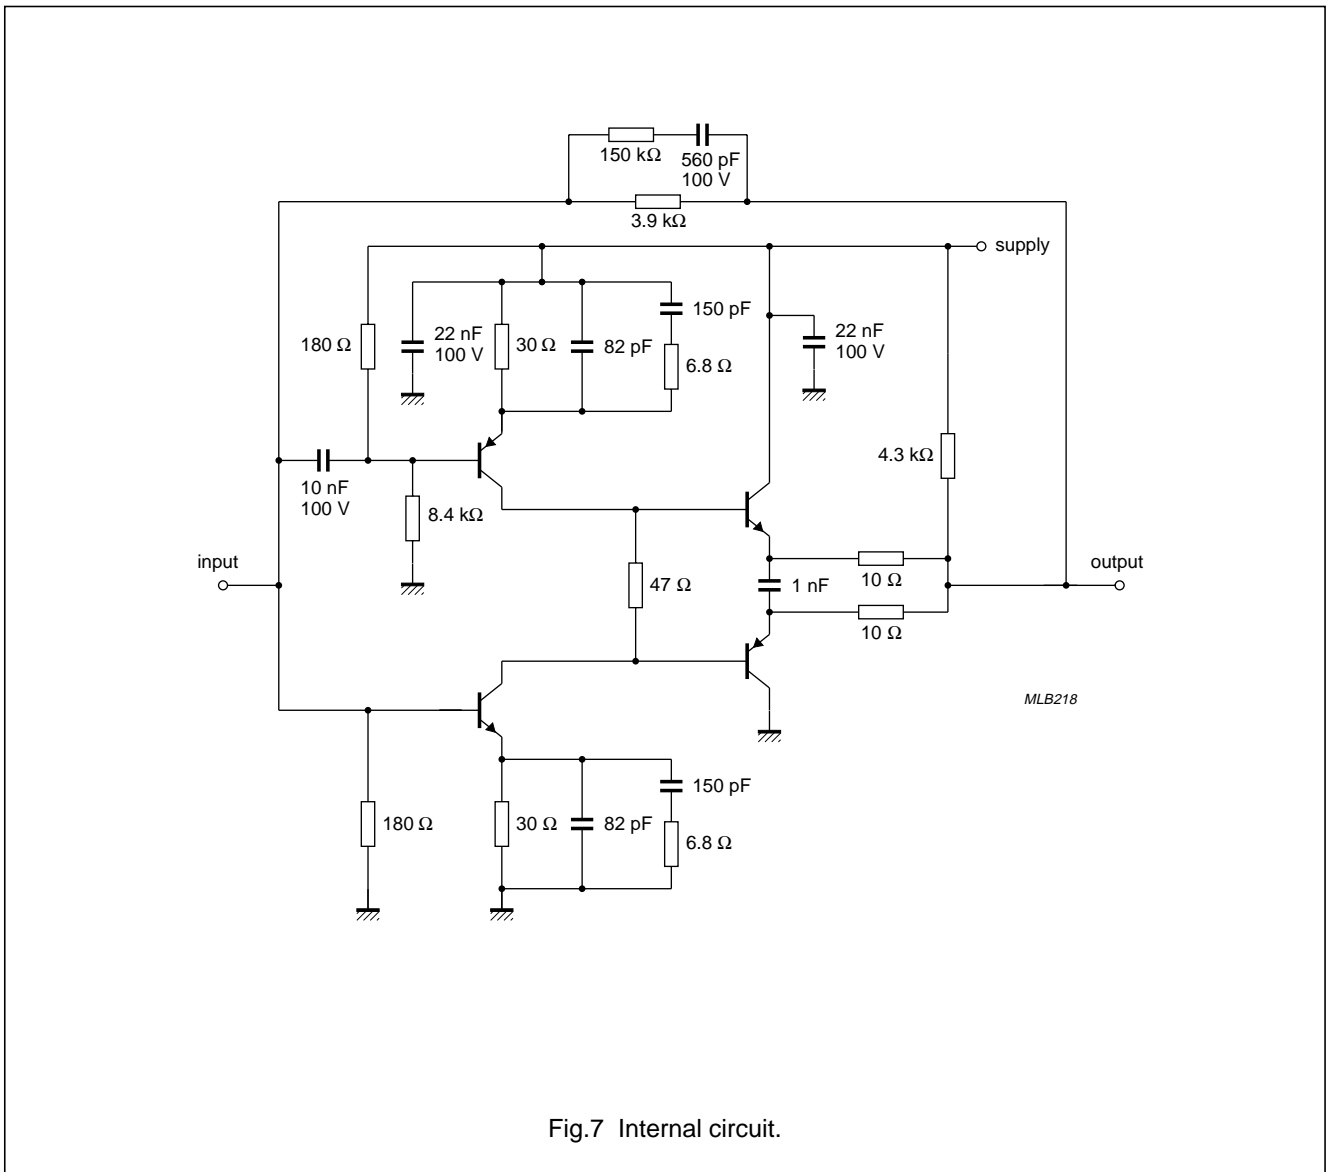 150 kΩ
560 pF
100 V
3.9 kΩ
supply
150 pF
180 Ω
22 nF
100 V
30 Ω
82 pF
22 nF
100 V
6.8 Ω
4.3 kΩ
10 nF
100 V
8.4 kΩ
input
output
47 Ω
1 nF
10 Ω
10 Ω
MLB218
150 pF
180 Ω
30 Ω
82 pF
6.8 Ω
Fig.7 Internal circuit.